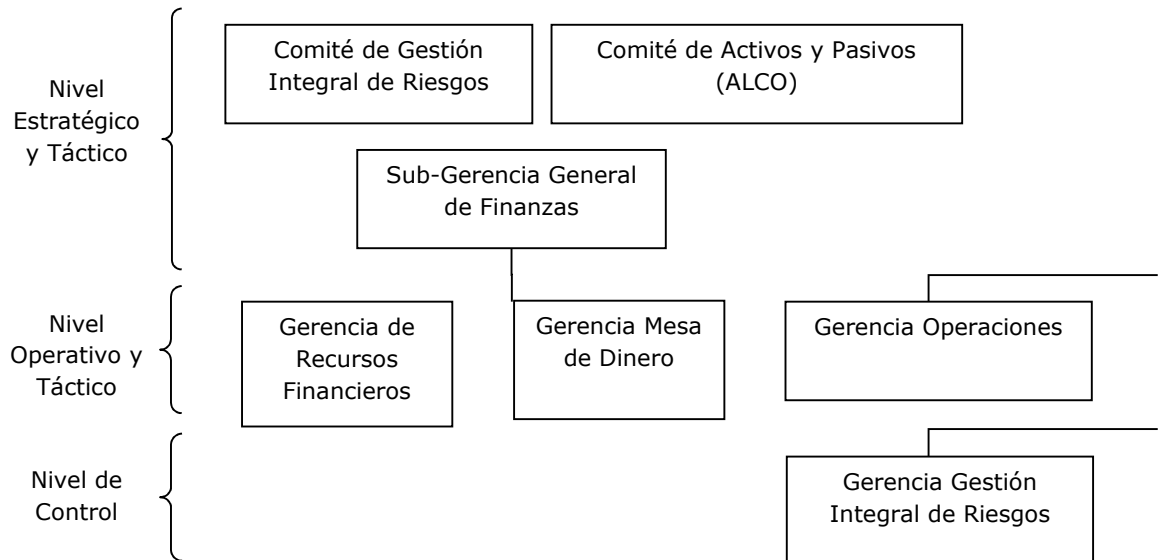 Comité de Gestión
Integral de Riesgos
Comité de Activos y Pasivos
(ALCO)
Nivel
Estratégico
y Táctico
Sub-Gerencia General
de Finanzas
Nivel
Operativo y
Táctico
Gerencia de
Recursos
Financieros
Gerencia Mesa
de Dinero
Gerencia Operaciones
Nivel de
Control
Gerencia Gestión
Integral de Riesgos